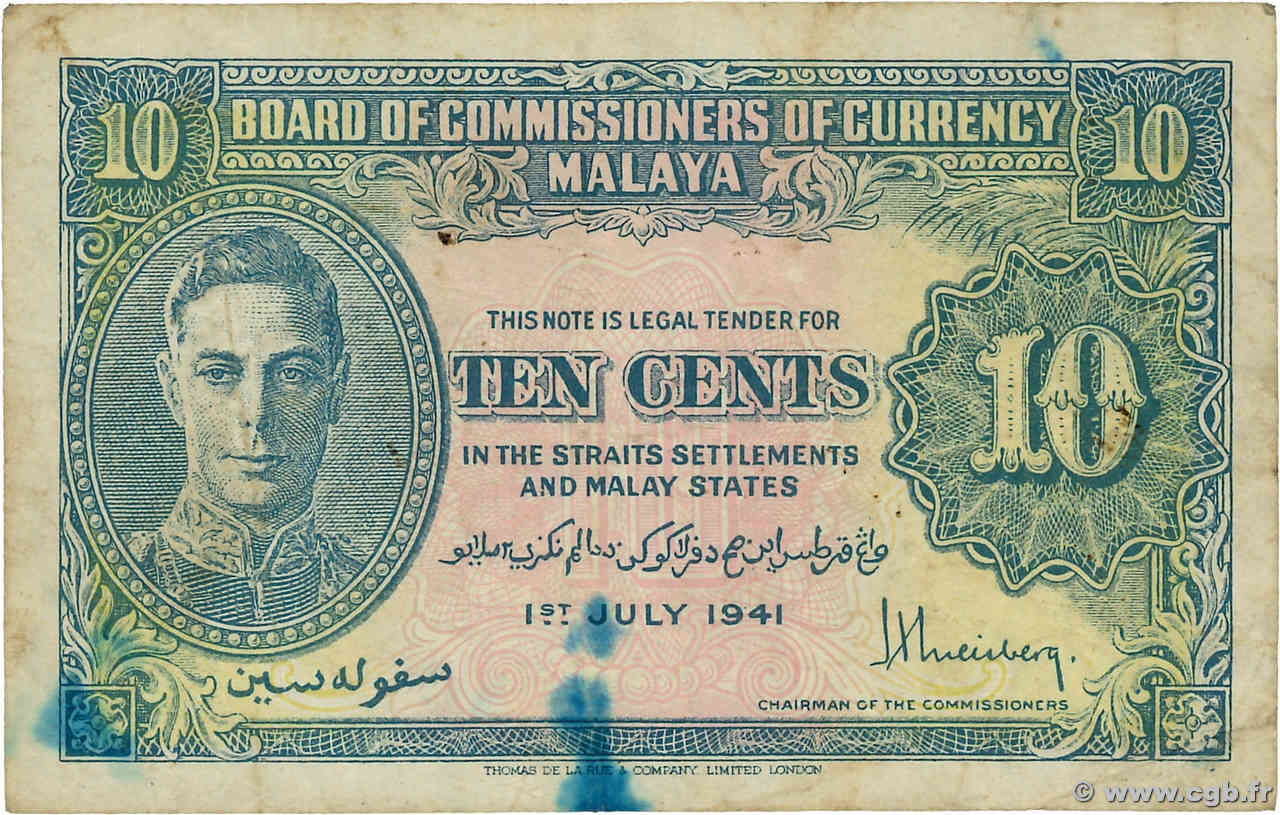 10 BOARD OF COMMISSIONERS OF CURRENCY 10
MALAYA
THIS NOTE IS LEGAL TENDER FOR
TEN CENTS
10
IN THE STRAITS SETTLEMENTS
AND MALAY STATES
1ST JULY 1941
سفوله سين
CHAIRMAN OF THE COMMISSIONERS
THOMAS DE LA RUE & COMPANY, LIMITED LONDON
© www.cgb.fr